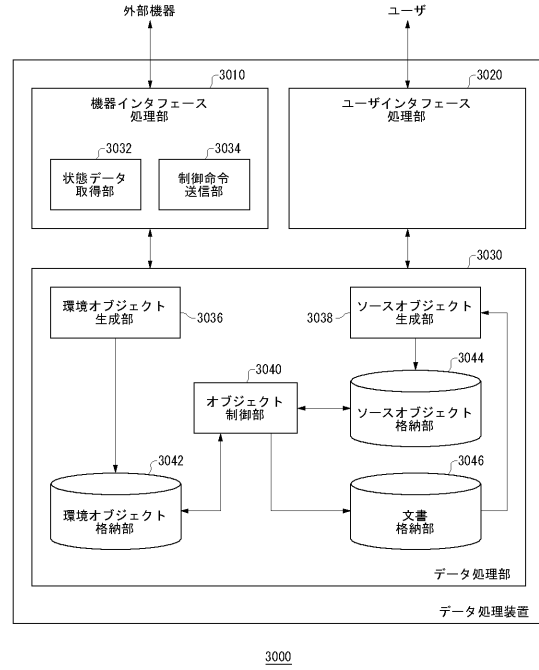 外部機器
ユーザ
3010
3020
機器インタフェース
処理部
ユーザインタフェース
処理部
3032
3034
状態データ
取得部
制御命令
送信部
3030
環境オブジェクト
生成部
3036
3038
ソースオブジェクト
生成部
3044
3040
オブジェクト
制御部
ソースオブジェクト
格納部
3042
3046
環境オブジェクト
格納部
文書
格納部
データ処理部
データ処理装置
3000